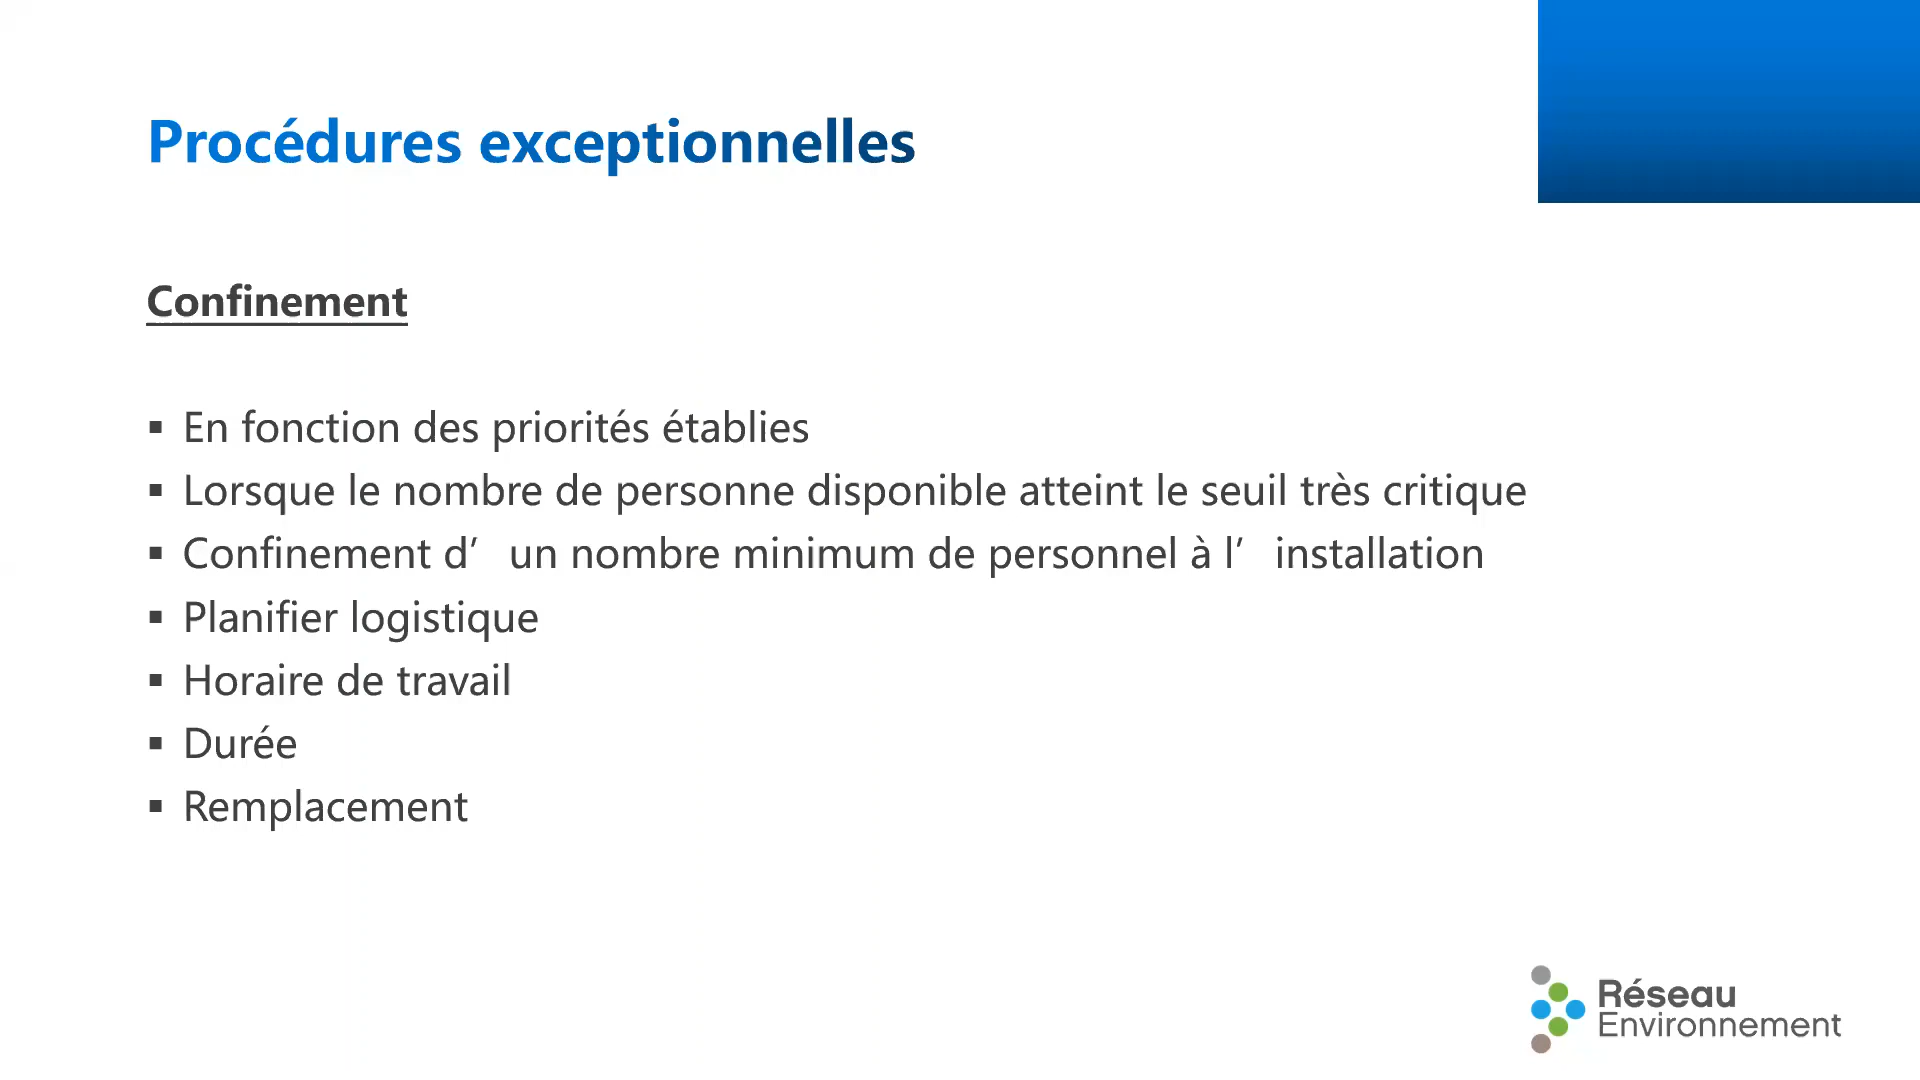 Procédures exceptionnelles
Confinement
▪ En fonction des priorités établies
▪ Lorsque le nombre de personne disponible atteint le seuil très critique
▪ Confinement d’ un nombre minimum de personnel à l’ installation
▪ Planifier logistique
▪ Horaire de travail
▪ Durée
▪ Remplacement
Réseau
Environnement